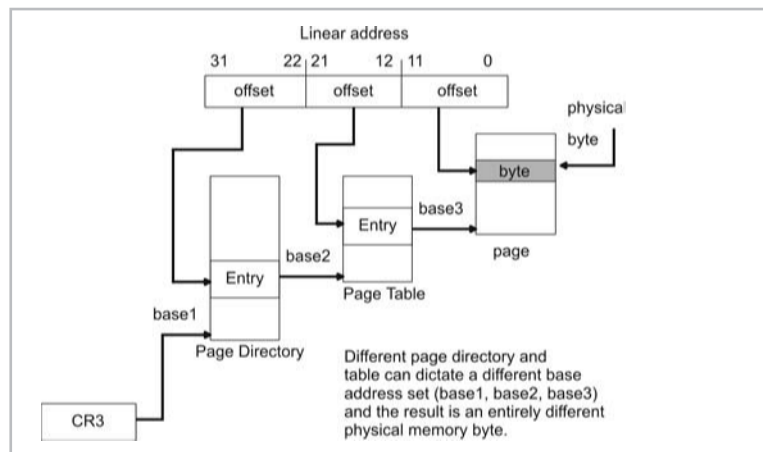 Linear address
31 22 21 12 11 0
offset offset offset
physical
byte
byte
Entry
base3
Entry
base2
page
Page Table
base1
Page Directory
Different page directory and
table can dictate a different base
address set (base1, base2, base3)
and the result is an entirely different
physical memory byte.
CR3